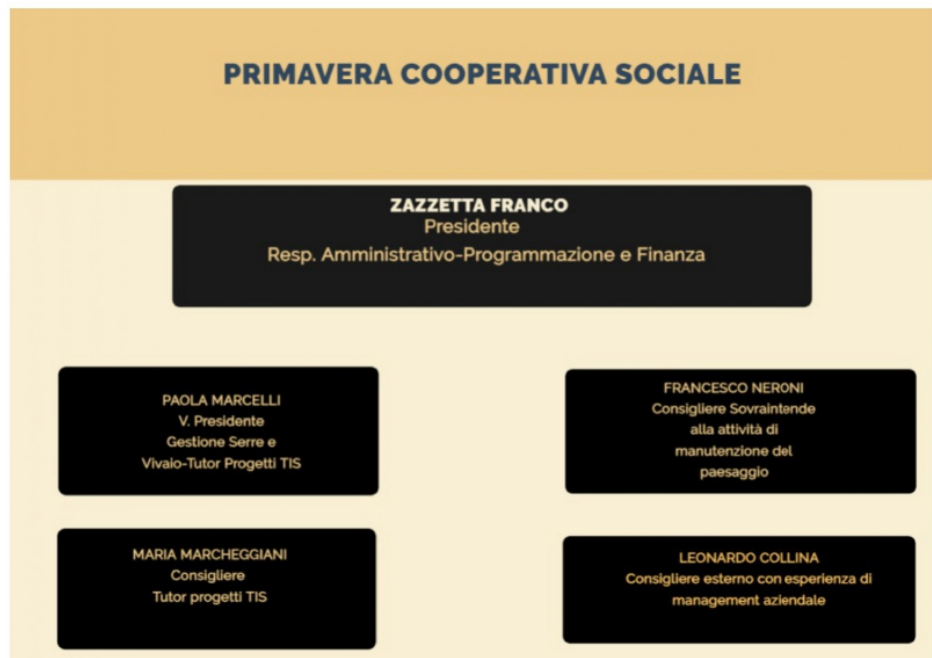 PRIMAVERA COOPERATIVA SOCIALE
ZAZZETTA FRANCO
Presidente
Resp. Amministrativo-Programmazione e Finanza
PAOLA MARCELLI
V. Presidente
Gestione Serre e
Vivaio-Tutor Progetti TIS
FRANCESCO NERONI
Consigliere Sovraintende
alla attività di
manutenzione del
paesaggio
MARIA MARCHEGGIANI
Consigliere
Tutor progetti TIS
LEONARDO COLLINA
Consigliere esterno con esperienza di
management aziendale